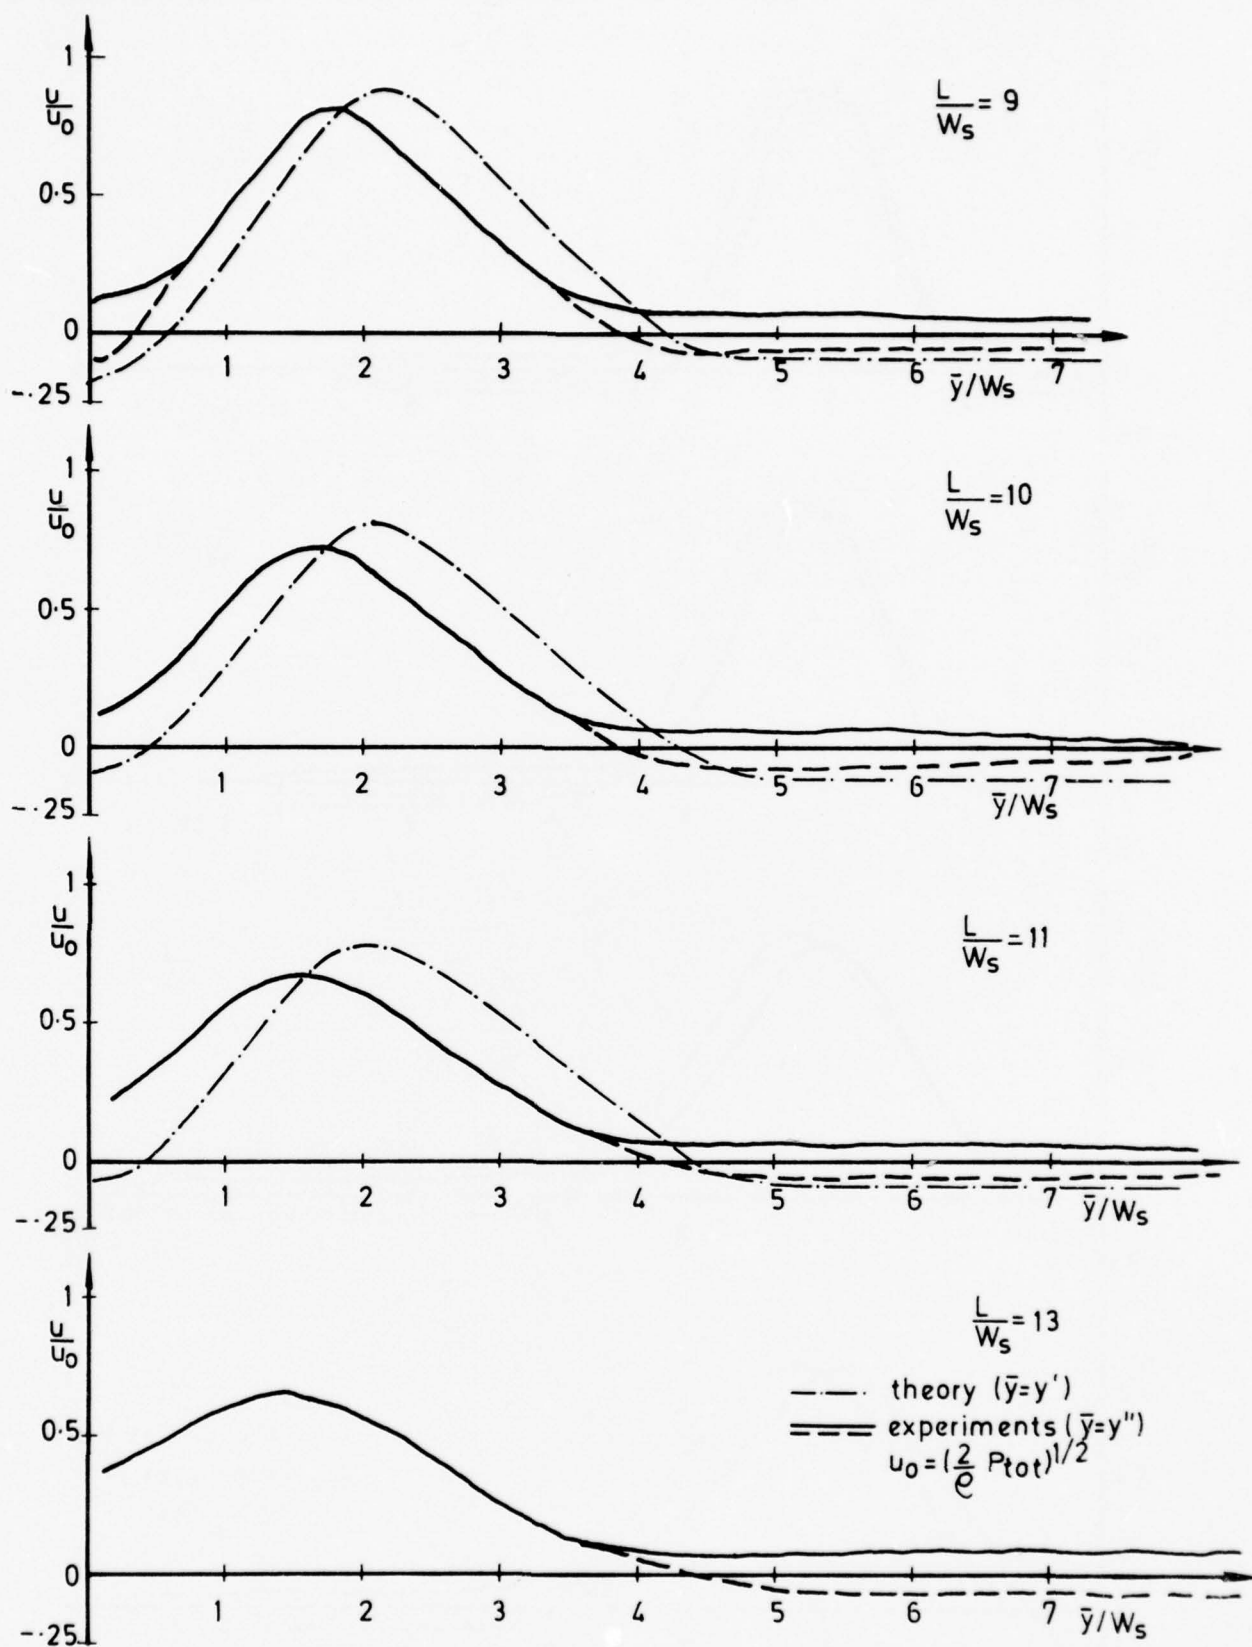 1
u/u₀
0·5
0
-·25
L/Wₛ = 9
1 2 3 4 5 6 7
ȳ/Wₛ
1
u/u₀
0·5
0
-·25
L/Wₛ =10
1 2 3 4 5 6 7
ȳ/Wₛ
1
u/u₀
0·5
0
-·25
L/Wₛ =11
1 2 3 4 5 6 7
ȳ/Wₛ
1
u/u₀
0·5
0
-·25
L/Wₛ = 13
theory (ȳ=y′)
experiments (ȳ=y″)
u₀=(2/ρ Ptot)^1/2
1 2 3 4 5 6 7
ȳ/Wₛ